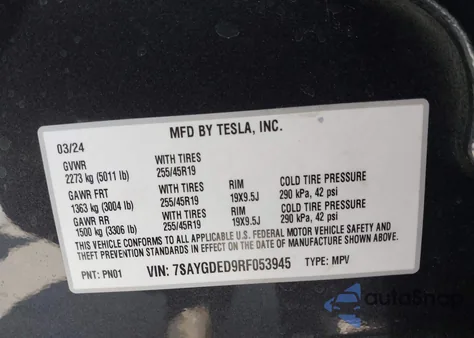 MFD BY TESLA, INC.
03/24
GVWR WITH TIRES
2273 kg (5011 lb) 255/45R19
GAWR FRT WITH TIRES RIM COLD TIRE PRESSURE
1363 kg (3004 lb) 255/45R19 19X9.5J 290 kPa, 42 psi
GAWR RR WITH TIRES RIM COLD TIRE PRESSURE
1500 kg (3306 lb) 255/45R19 19X9.5J 290 kPa, 42 psi
THIS VEHICLE CONFORMS TO ALL APPLICABLE FEDERAL MOTOR VEHICLE SAFETY AND
THEFT PREVENTION STANDARDS IN EFFECT ON THE DATE OF MANUFACTURE SHOWN ABOVE.
PNT: PN01 VIN: 7SAYGDED9RF053945 TYPE: MPV
autoSnap